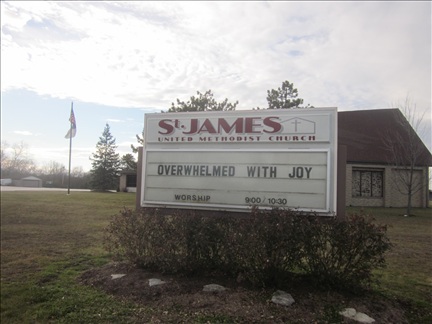 St. JAMES
UNITED METHODIST CHURCH
OVERWHELMED WITH JOY
WORSHIP 9:00/10:30